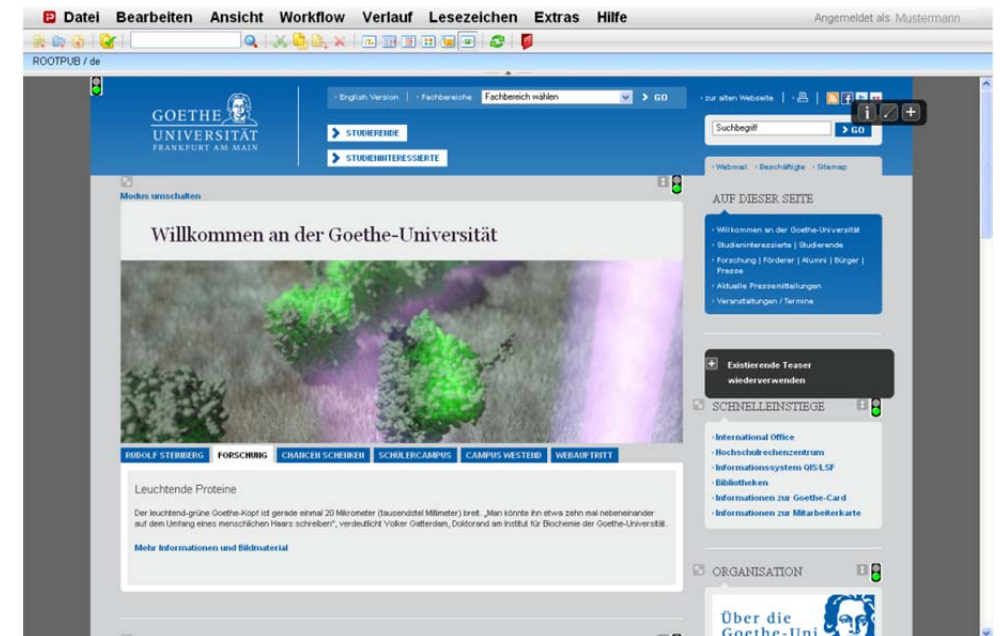 Datei Bearbeiten Ansicht Workflow Verlauf Lesezeichen Extras Hilfe
Angemeldet als Mustermann
ROOTPUB / de
GOETHE
UNIVERSITÄT
FRANKFURT AM MAIN
English Version | Fachbereiche Fachbereich wählen GO
STUDIERENDE
STUDIENINTERESSIERTE
zur alten Webseite
Suchbegriff GO
Webmail Beschäftigte Sitemap
Modus umschalten
Willkommen an der Goethe-Universität
RUDOLF STEINBERG FORSCHUNG CHANCEN SCHENKEN SCHÜLERCAMPUS CAMPUS WESTEND WEBAUFTRITT
Leuchtende Proteine
Der leuchtend-grüne Goethe-Kopf ist gerade einmal 20 Mikrometer (tausendstel Millimeter) breit. „Man könnte ihn etwa zehn mal nebeneinander
auf dem Umfang eines menschlichen Haars schreiben", verdeutlicht Volker Gatterdam, Doktorand am Institut für Biochemie der Goethe-Universität.
Mehr Informationen und Bildmaterial
AUF DIESER SEITE
Willkommen an der Goethe-Universität
Studieninteressierte | Studierende
Forschung | Förderer | Alumni | Bürger |
Presse
Aktuelle Pressemitteilungen
Veranstaltungen / Termine
Existierende Teaser
wiederverwenden
SCHNELLEINSTIEGE
International Office
Hochschulrechenzentrum
Informationssystem QIS/LSF
Bibliotheken
Informationen zur Goethe-Card
Informationen zur Mitarbeiterkarte
ORGANISATION
Über die
Goethe-Uni